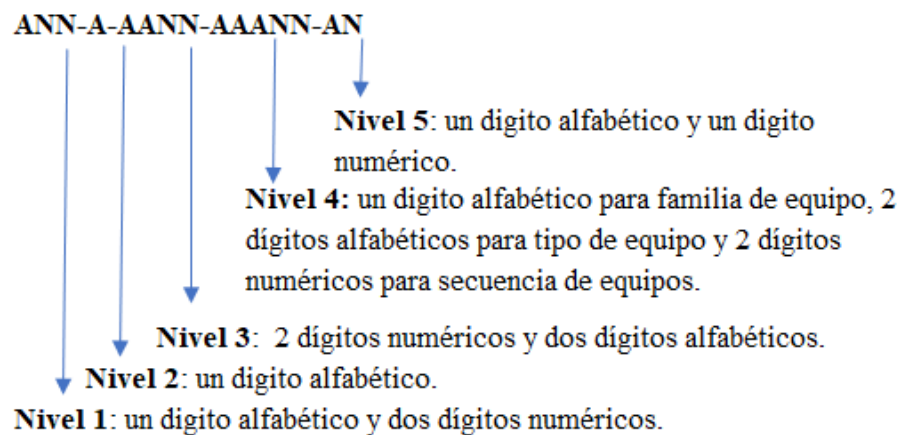 ANN-A-AANN-AAANN-AN
Nivel 5: un digito alfabético y un digito
numérico.
Nivel 4: un digito alfabético para familia de equipo, 2
dígitos alfabéticos para tipo de equipo y 2 dígitos
numéricos para secuencia de equipos.
Nivel 3: 2 dígitos numéricos y dos dígitos alfabéticos.
Nivel 2: un digito alfabético.
Nivel 1: un digito alfabético y dos dígitos numéricos.